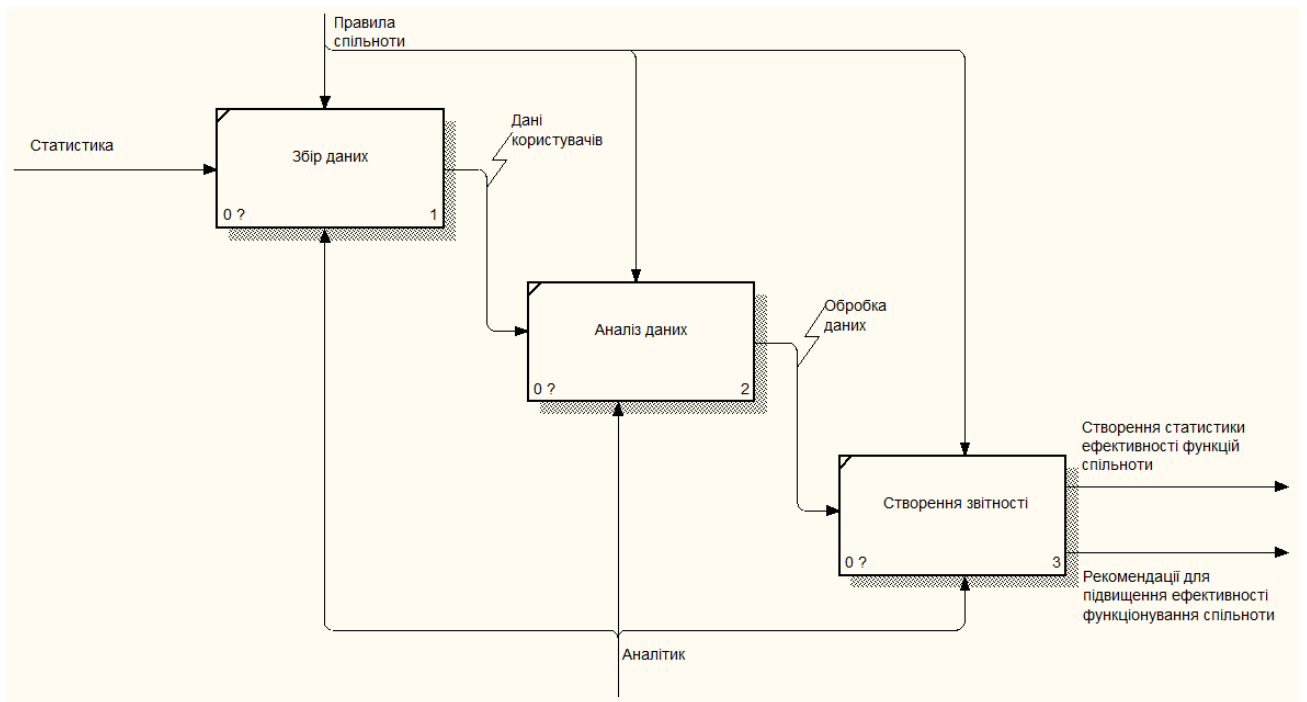 Правила
спільноти
Статистика
Збір даних
0 ?
1
Дані
користувачів
Аналіз даних
0 ?
2
Обробка
даних
Створення звітності
0 ?
3
Створення статистики
ефективності функцій
спільноти
Рекомендації для
підвищення ефективності
функціонування спільноти
Аналітик